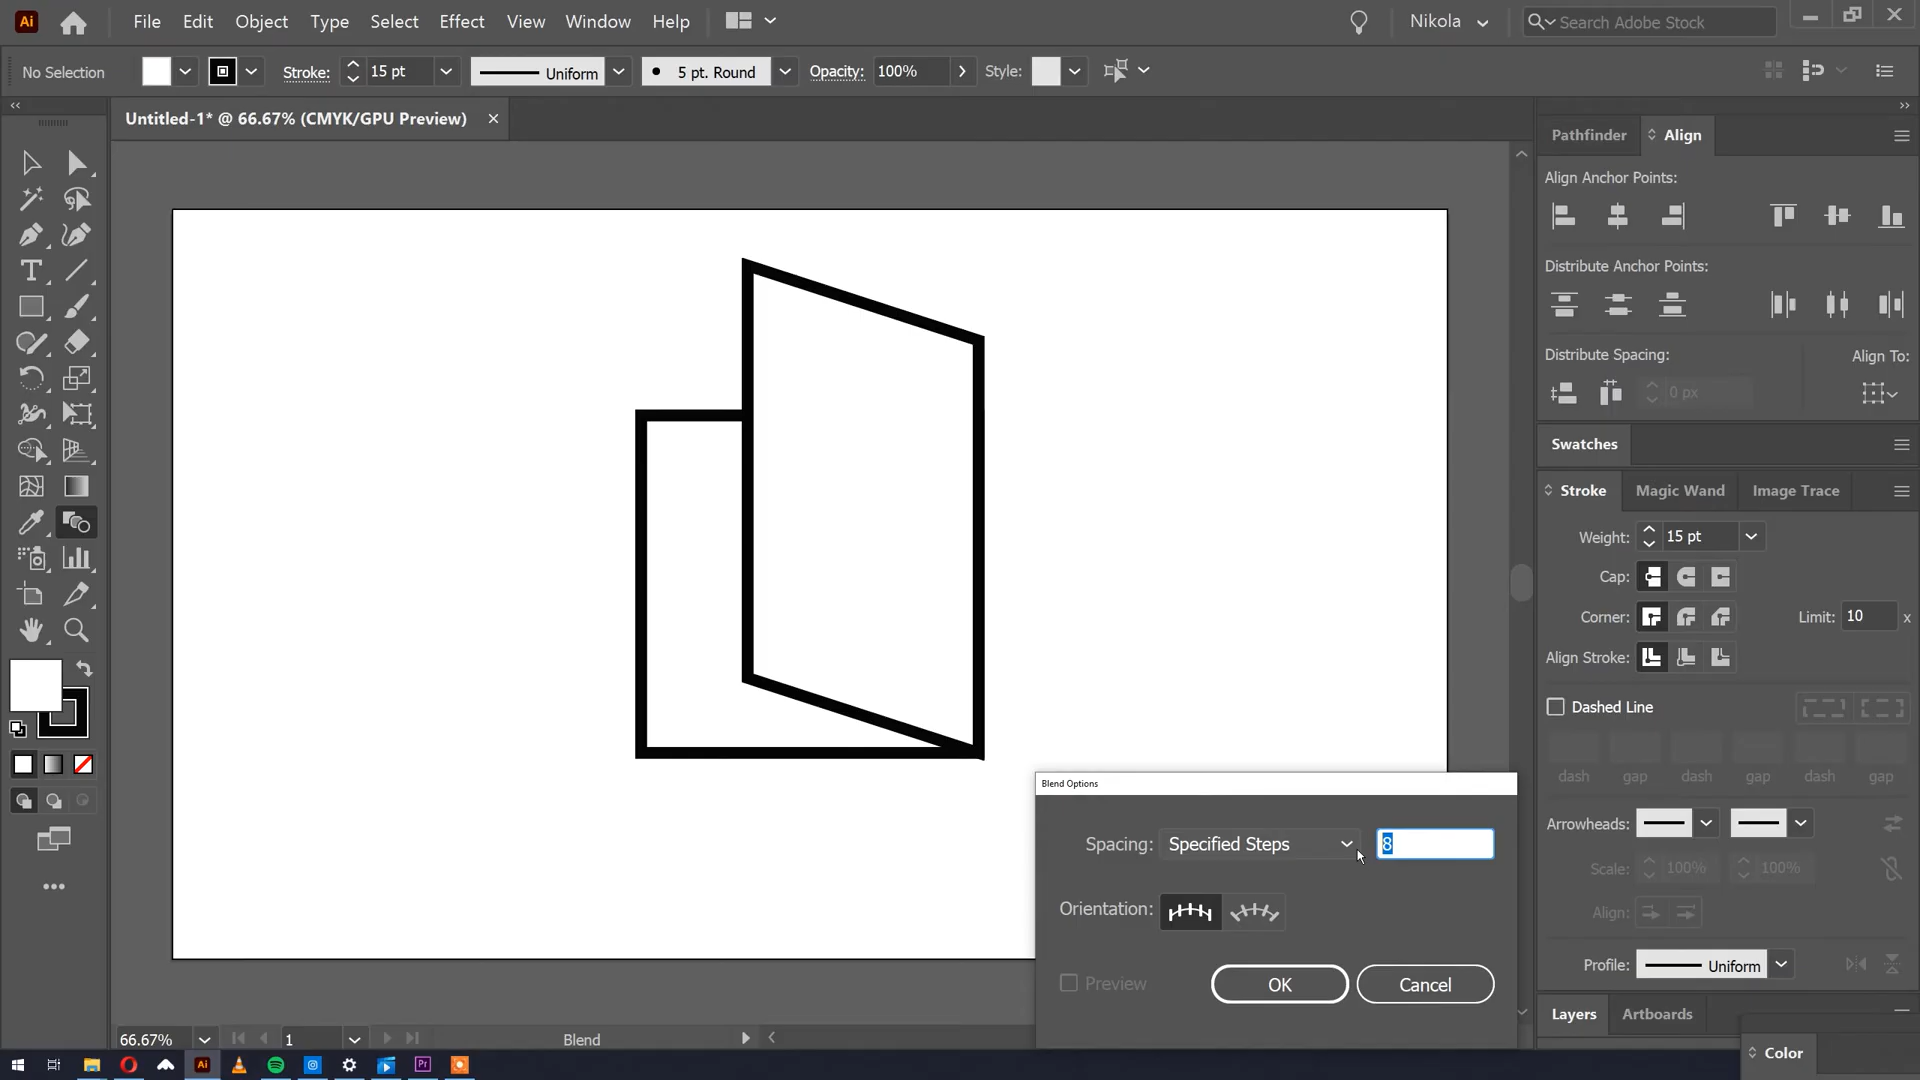 Ai File Edit Object Type Select Effect View Window Help Nikola Search Adobe Stock
No Selection Stroke: 15 pt Uniform 5 pt. Round Opacity: 100% Style:
Untitled-1* @ 66.67% (CMYK/GPU Preview)
Pathfinder Align
Align Anchor Points:
Distribute Anchor Points:
Distribute Spacing: Align To:
0 px
Swatches
Stroke Magic Wand Image Trace
Weight: 15 pt
Cap:
Corner: Limit: 10 x
Align Stroke:
Dashed Line
dash gap dash gap dash gap
Arrowheads:
Scale: 100% 100%
Align:
Profile: Uniform
Layers Artboards
Color
Blend Options
Spacing: Specified Steps 8
Orientation:
Preview OK Cancel
66.67% 1 Blend
Ai Pr